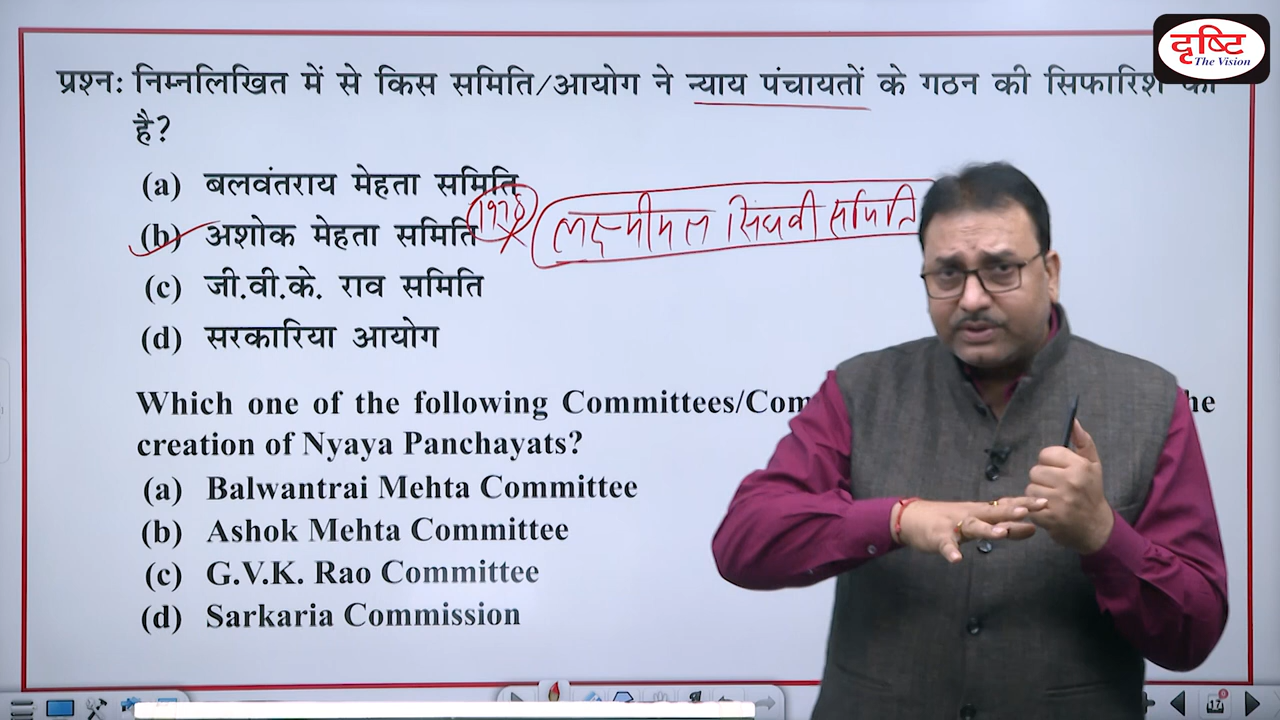 दृष्टि
The Vision
प्रश्न: निम्नलिखित में से किस समिति/आयोग ने न्याय पंचायतों के गठन की सिफारिश की
है?
(a) बलवंतराय मेहता समिति
(b) अशोक मेहता समिति
लक्ष्मीमल सिंघवी समिति
(c) जी.वी.के. राव समिति
(d) सरकारिया आयोग
Which one of the following Committees/Com he
creation of Nyaya Panchayats?
(a) Balwantrai Mehta Committee
(b) Ashok Mehta Committee
(c) G.V.K. Rao Committee
(d) Sarkaria Commission
17